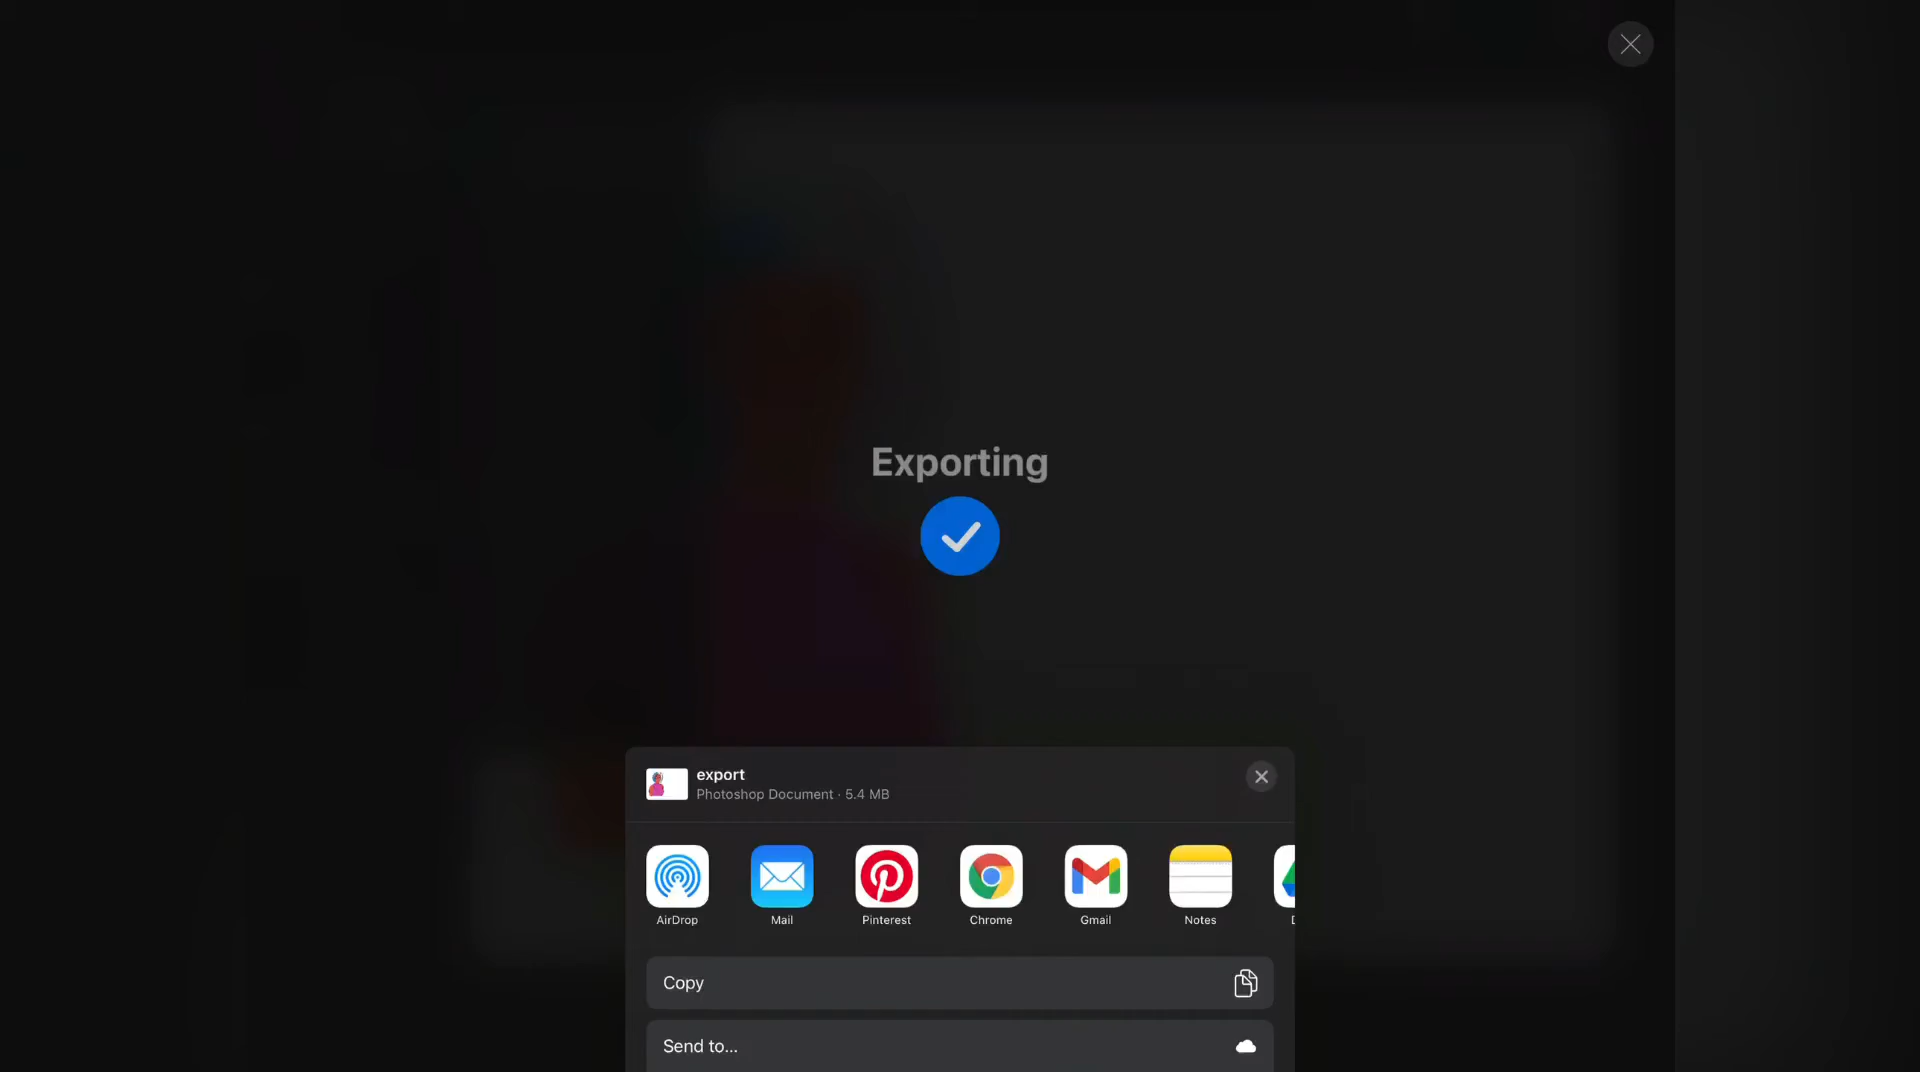 Exporting
export
Photoshop Document · 5.4 MB
AirDrop
Mail
Pinterest
Chrome
Gmail
Notes
Copy
Send to...